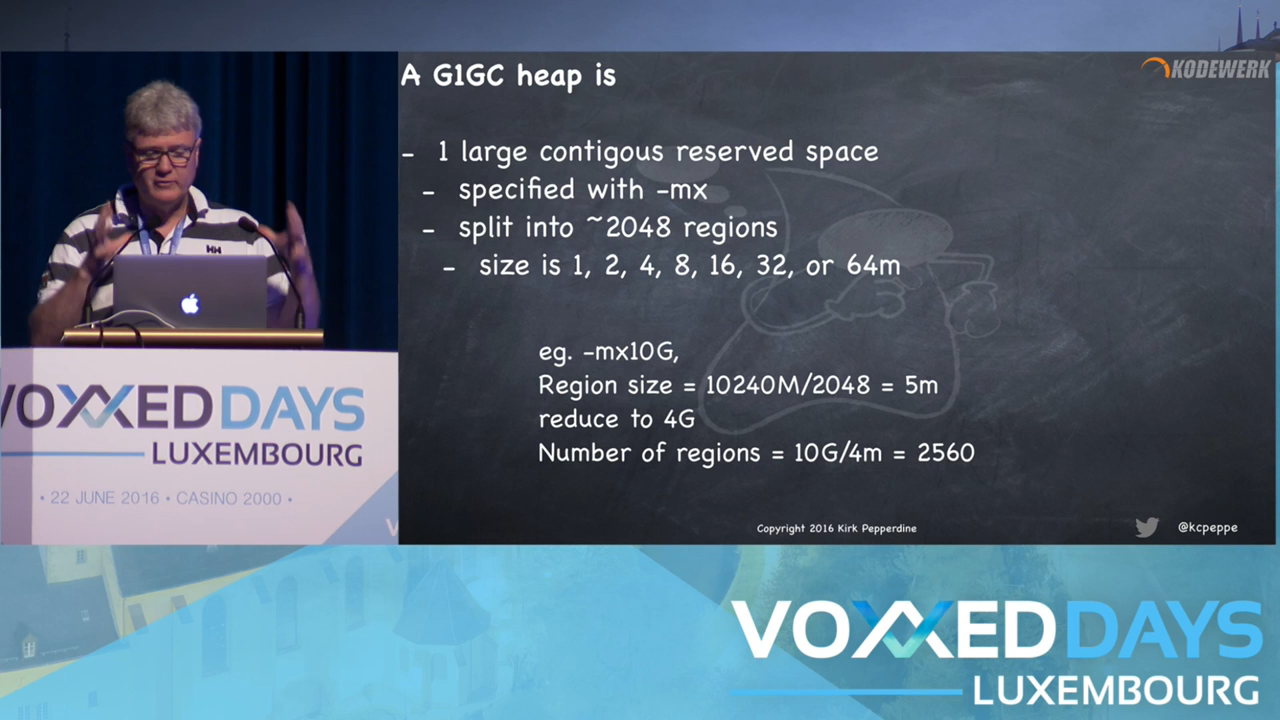 A G1GC heap is
KODEWERK
- 1 large contigous reserved space
- specified with -mx
- split into ~2048 regions
- size is 1, 2, 4, 8, 16, 32, or 64m
eg. -mx10G,
Region size = 10240M/2048 = 5m
reduce to 4G
Number of regions = 10G/4m = 2560
Copyright 2016 Kirk Pepperdine
@kcpeppe
HH
VOXXED DAYS
LUXEMBOURG
• 22 JUNE 2016 • CASINO 2000 •
V
VOXXED DAYS
LUXEMBOURG